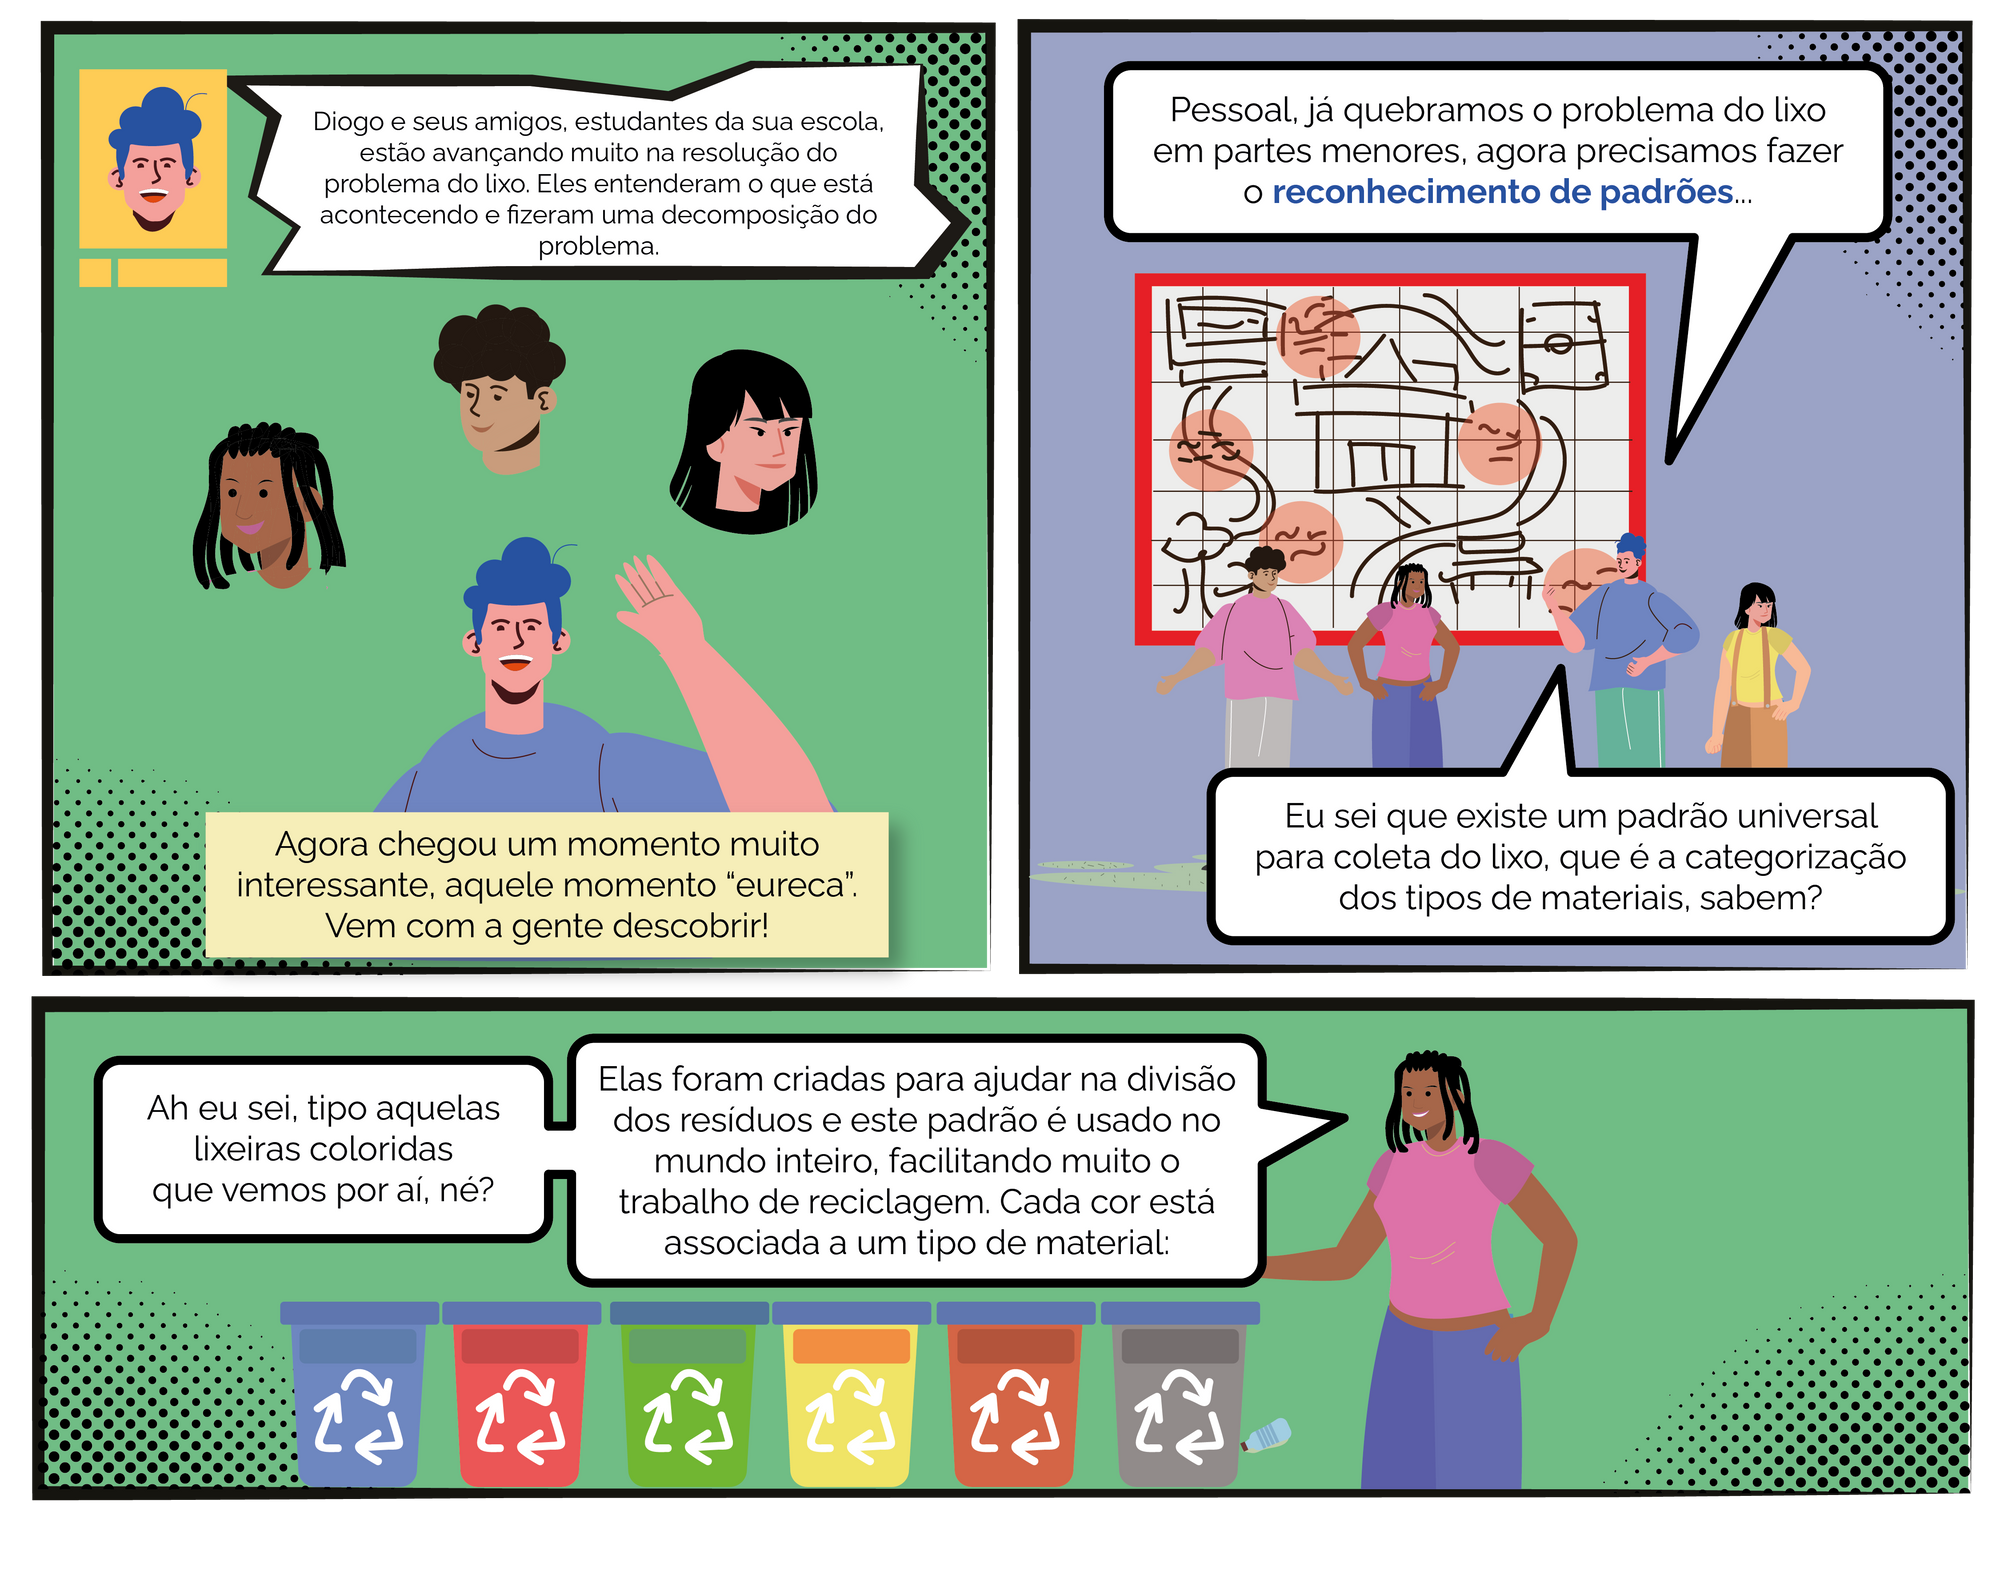 Diogo e seus amigos, estudantes da sua escola,
estão avançando muito na resolução do
problema do lixo. Eles entenderam o que está
acontecendo e fizeram uma decomposição do
problema.
Agora chegou um momento muito
interessante, aquele momento “eureca”.
Vem com a gente descobrir!
Pessoal, já quebramos o problema do lixo
em partes menores, agora precisamos fazer
o reconhecimento de padrões...
Eu sei que existe um padrão universal
para coleta do lixo, que é a categorização
dos tipos de materiais, sabem?
Ah eu sei, tipo aquelas
lixeiras coloridas
que vemos por aí, né?
Elas foram criadas para ajudar na divisão
dos resíduos e este padrão é usado no
mundo inteiro, facilitando muito o
trabalho de reciclagem. Cada cor está
associada a um tipo de material: